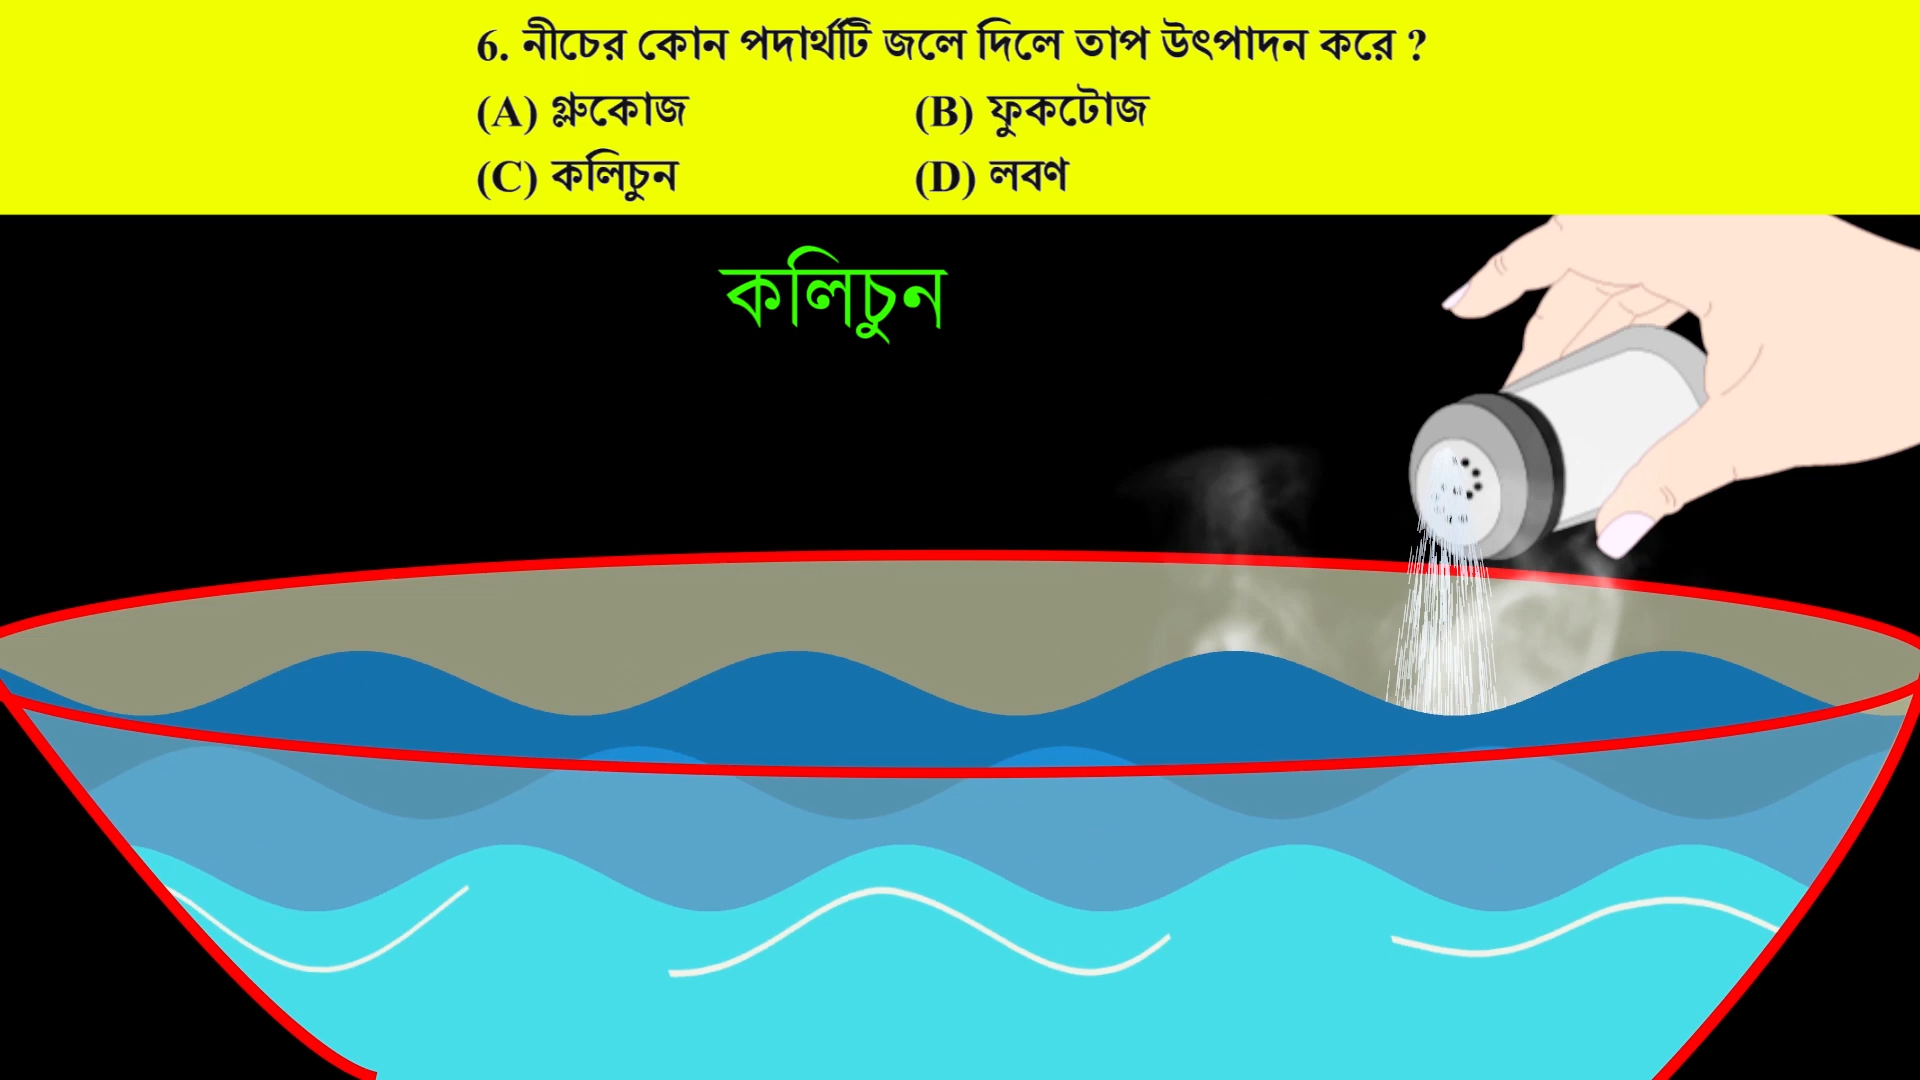 6. নীচের কোন পদার্থটি জলে দিলে তাপ উৎপাদন করে ?
(A) গ্লুকোজ (B) ফুকটোজ
(C) কলিচুন (D) লবণ
কলিচুন